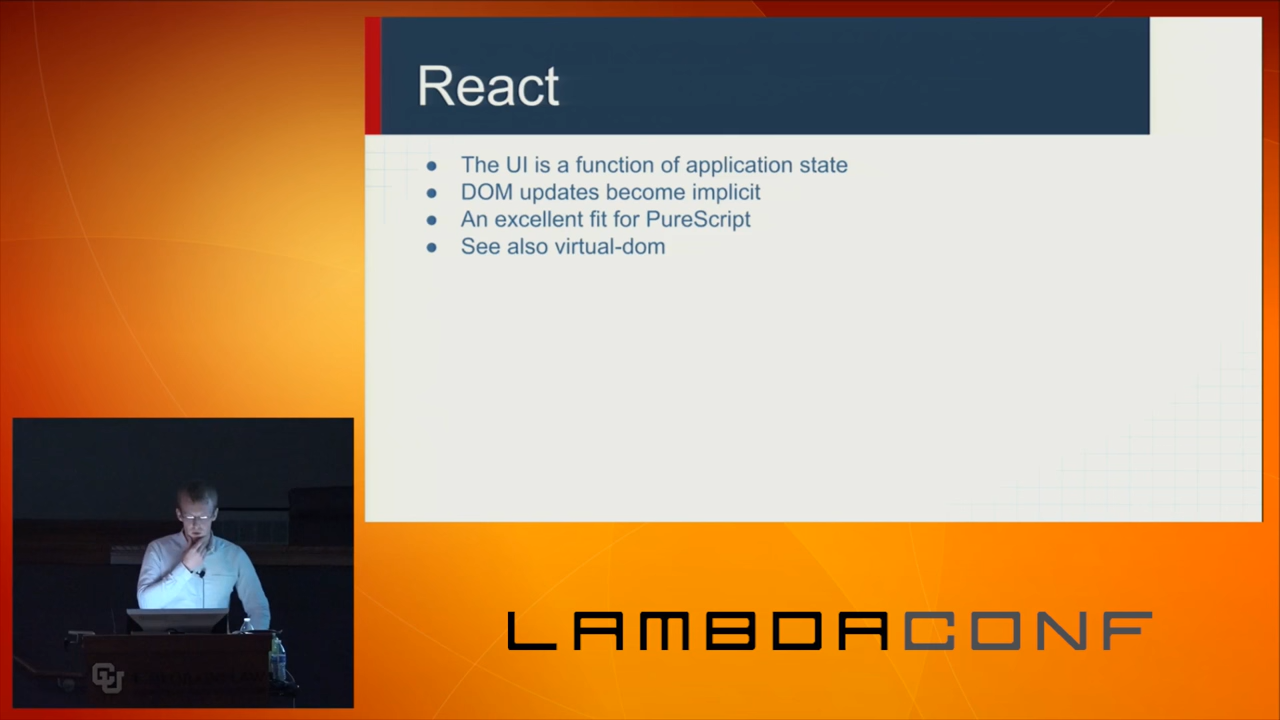 React
● The UI is a function of application state
● DOM updates become implicit
● An excellent fit for PureScript
● See also virtual-dom
LAMBDACONF
CU